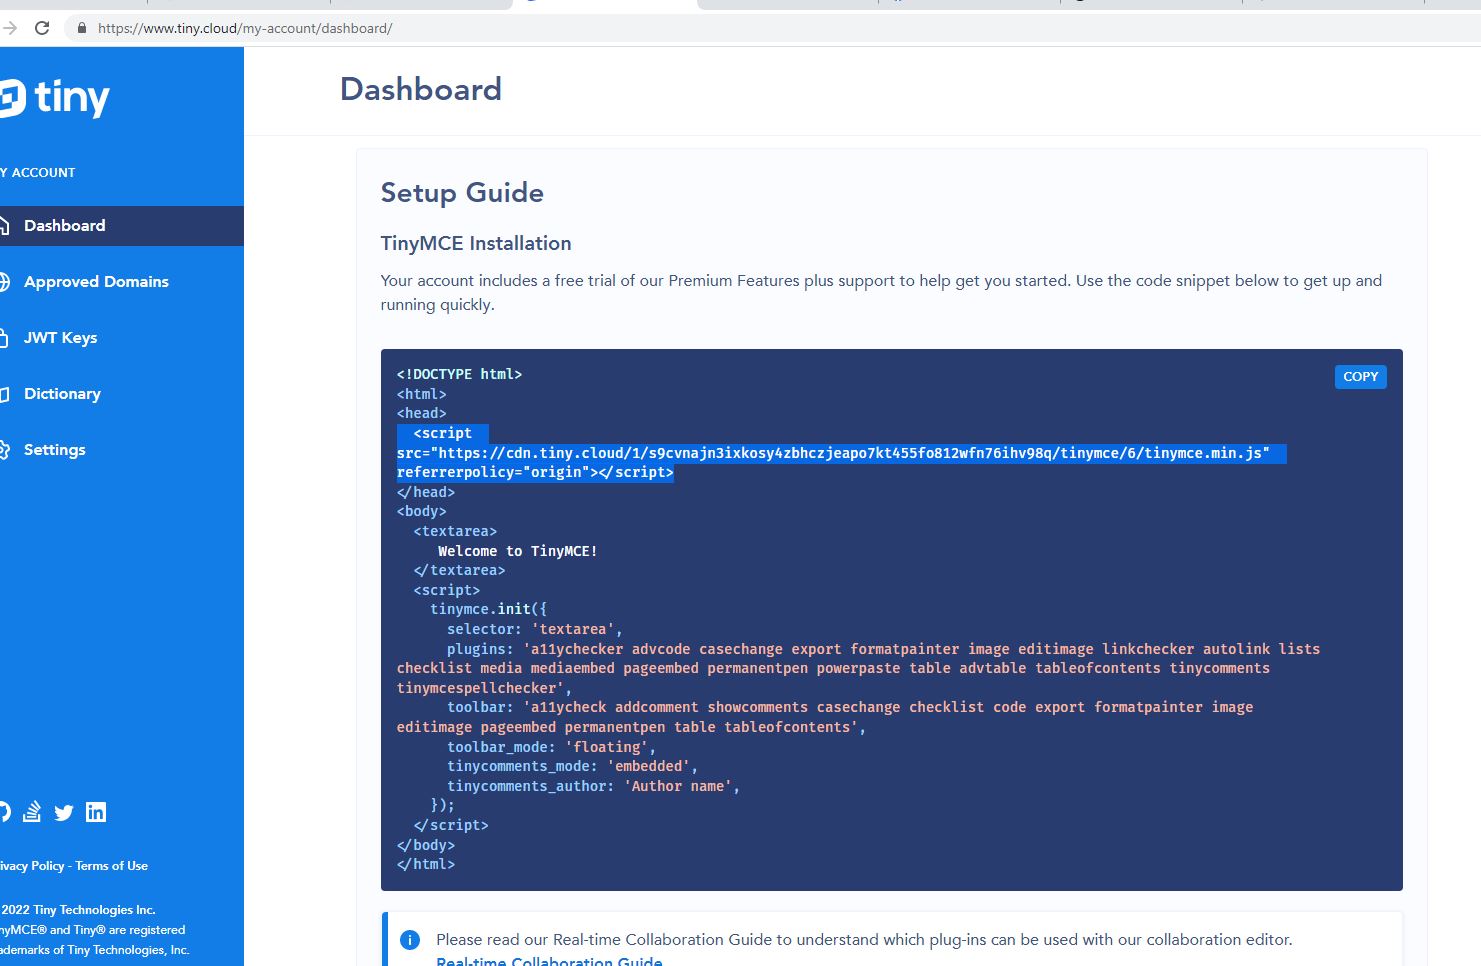 https://www.tiny.cloud/my-account/dashboard/
tiny
Y ACCOUNT
Dashboard
Approved Domains
JWT Keys
Dictionary
Settings
ivacy Policy - Terms of Use
2022 Tiny Technologies Inc.
nyMCE® and Tiny® are registered
ademarks of Tiny Technologies, Inc.
Dashboard
Setup Guide
TinyMCE Installation
Your account includes a free trial of our Premium Features plus support to help get you started. Use the code snippet below to get up and
running quickly.
COPY
<!DOCTYPE html>
<html>
<head>
<script
src="https://cdn.tiny.cloud/1/s9cvnajn3ixkosy4zbhczjeapo7kt455fo812wfn76ihv98q/tinymce/6/tinymce.min.js"
referrerpolicy="origin"></script>
</head>
<body>
<textarea>
Welcome to TinyMCE!
</textarea>
<script>
tinymce.init({
selector: 'textarea',
plugins: 'a11ychecker advcode casechange export formatpainter image editimage linkchecker autolink lists
checklist media mediaembed pageembed permanentpen powerpaste table advtable tableofcontents tinycomments
tinymcespellchecker',
toolbar: 'a11ycheck addcomment showcomments casechange checklist code export formatpainter image
editimage pageembed permanentpen table tableofcontents',
toolbar_mode: 'floating',
tinycomments_mode: 'embedded',
tinycomments_author: 'Author name',
});
</script>
</body>
</html>
Please read our Real-time Collaboration Guide to understand which plug-ins can be used with our collaboration editor.
Real-time Collaboration Guide